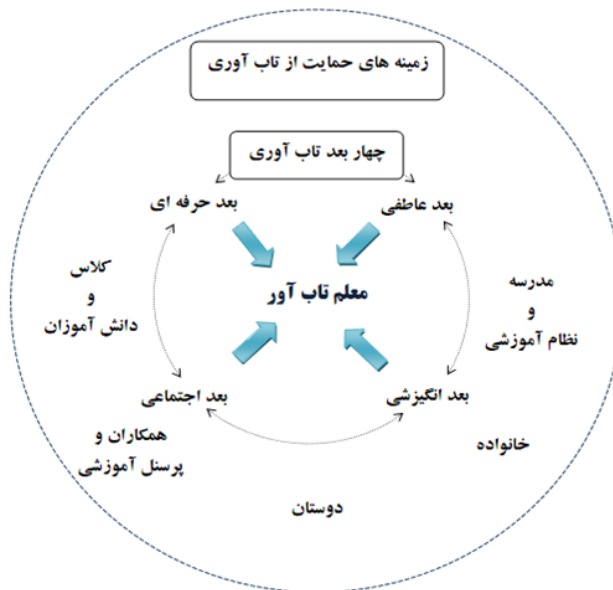 زمینه های حمایت از تاب آوری
چهار بعد تاب آوری
بعد عاطفی
بعد حرفه ای
معلم تاب آور
مدرسه
و
نظام آموزشی
کلاس
و
دانش آموزان
بعد انگیزشی
بعد اجتماعی
خانواده
همکاران و
پرسنل آموزشی
دوستان